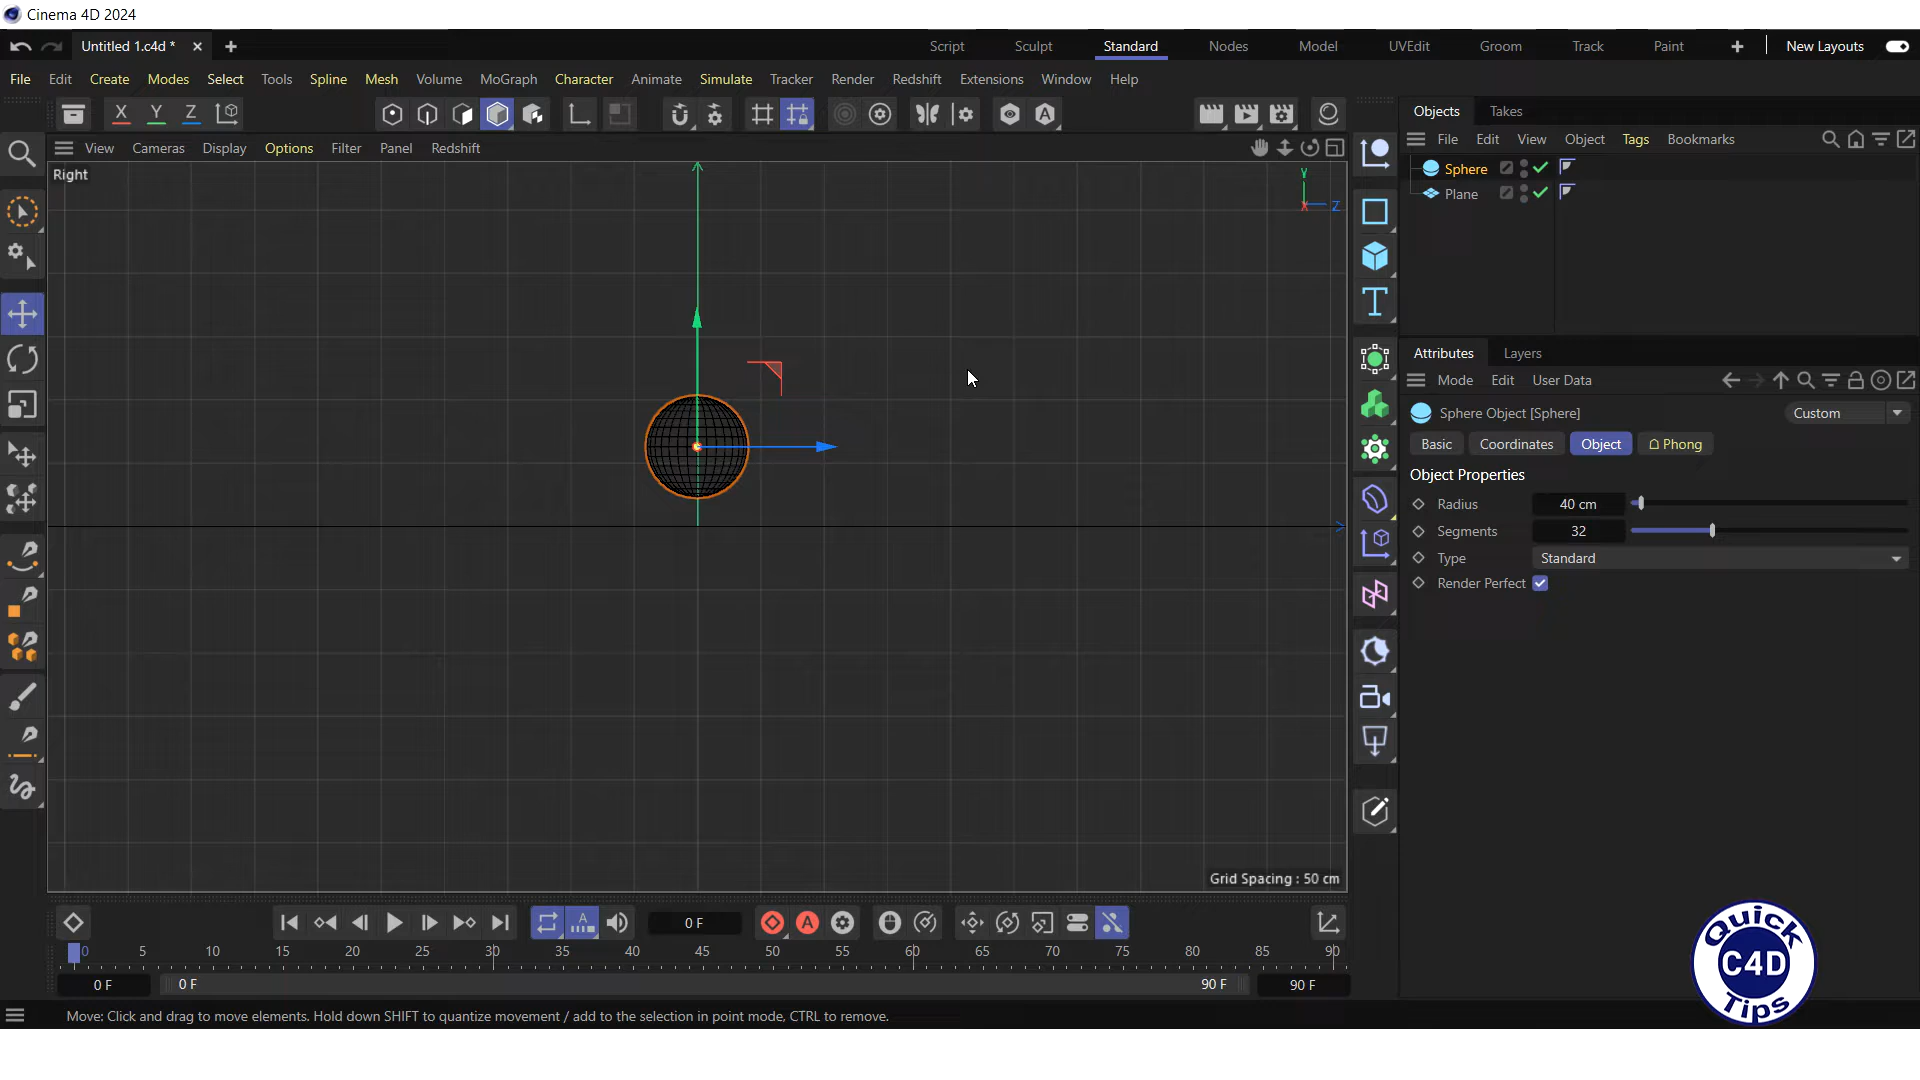 Cinema 4D 2024
Untitled 1.c4d *
Script Sculpt Standard Nodes Model UVEdit Groom Track Paint New Layouts
File Edit Create Modes Select Tools Spline Mesh Volume MoGraph Character Animate Simulate Tracker Render Redshift Extensions Window Help
X Y Z
Objects Takes
File Edit View Object Tags Bookmarks
View Cameras Display Options Filter Panel Redshift
Right
Y
X Z
Sphere
Plane
Attributes Layers
Mode Edit User Data
Sphere Object [Sphere] Custom
Basic Coordinates Object Phong
Object Properties
Radius 40 cm
Segments 32
Type Standard
Render Perfect
Grid Spacing : 50 cm
0 F
0 5 10 15 20 25 30 35 40 45 50 55 60 65 70 75 80 85 90
0 F 0 F 90 F 90 F
Quick
C4D
Tips
Move: Click and drag to move elements. Hold down SHIFT to quantize movement / add to the selection in point mode, CTRL to remove.